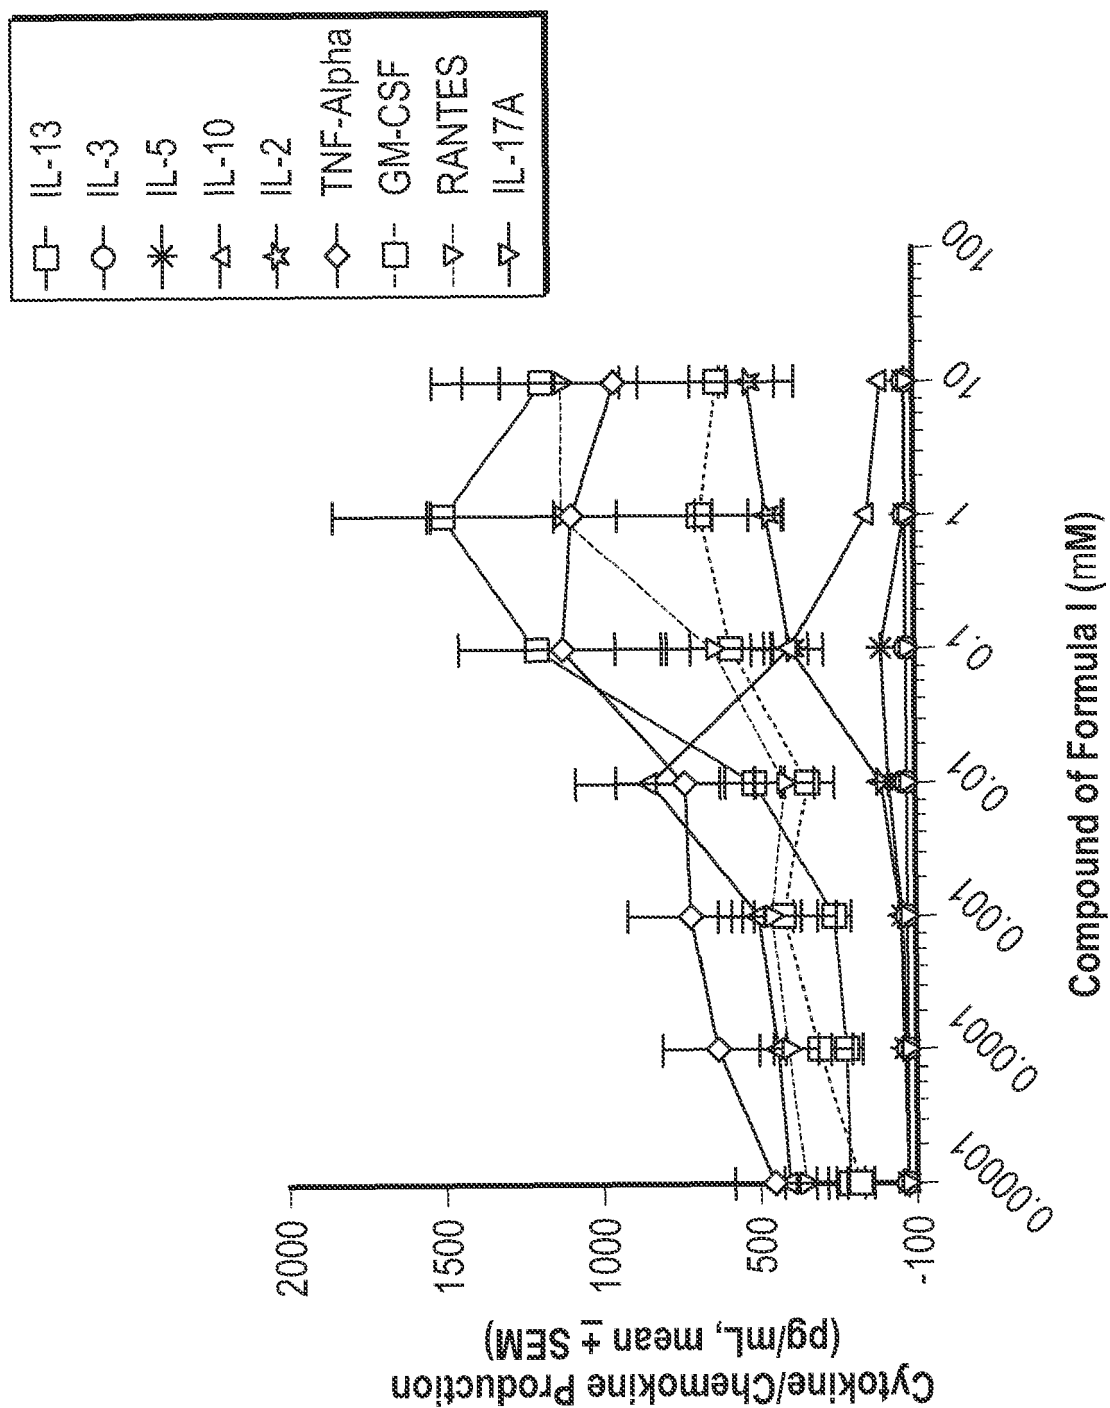 IL-13
IL-3
IL-5
IL-10
IL-2
TNF-Alpha
GM-CSF
RANTES
IL-17A
Cytokine/Chemokine Production
(pg/mL, mean ± SEM)
2000
1500
1000
500
-100
0.00001
0.0001
0.001
0.01
0.1
1
10
100
Compound of Formula I (mM)